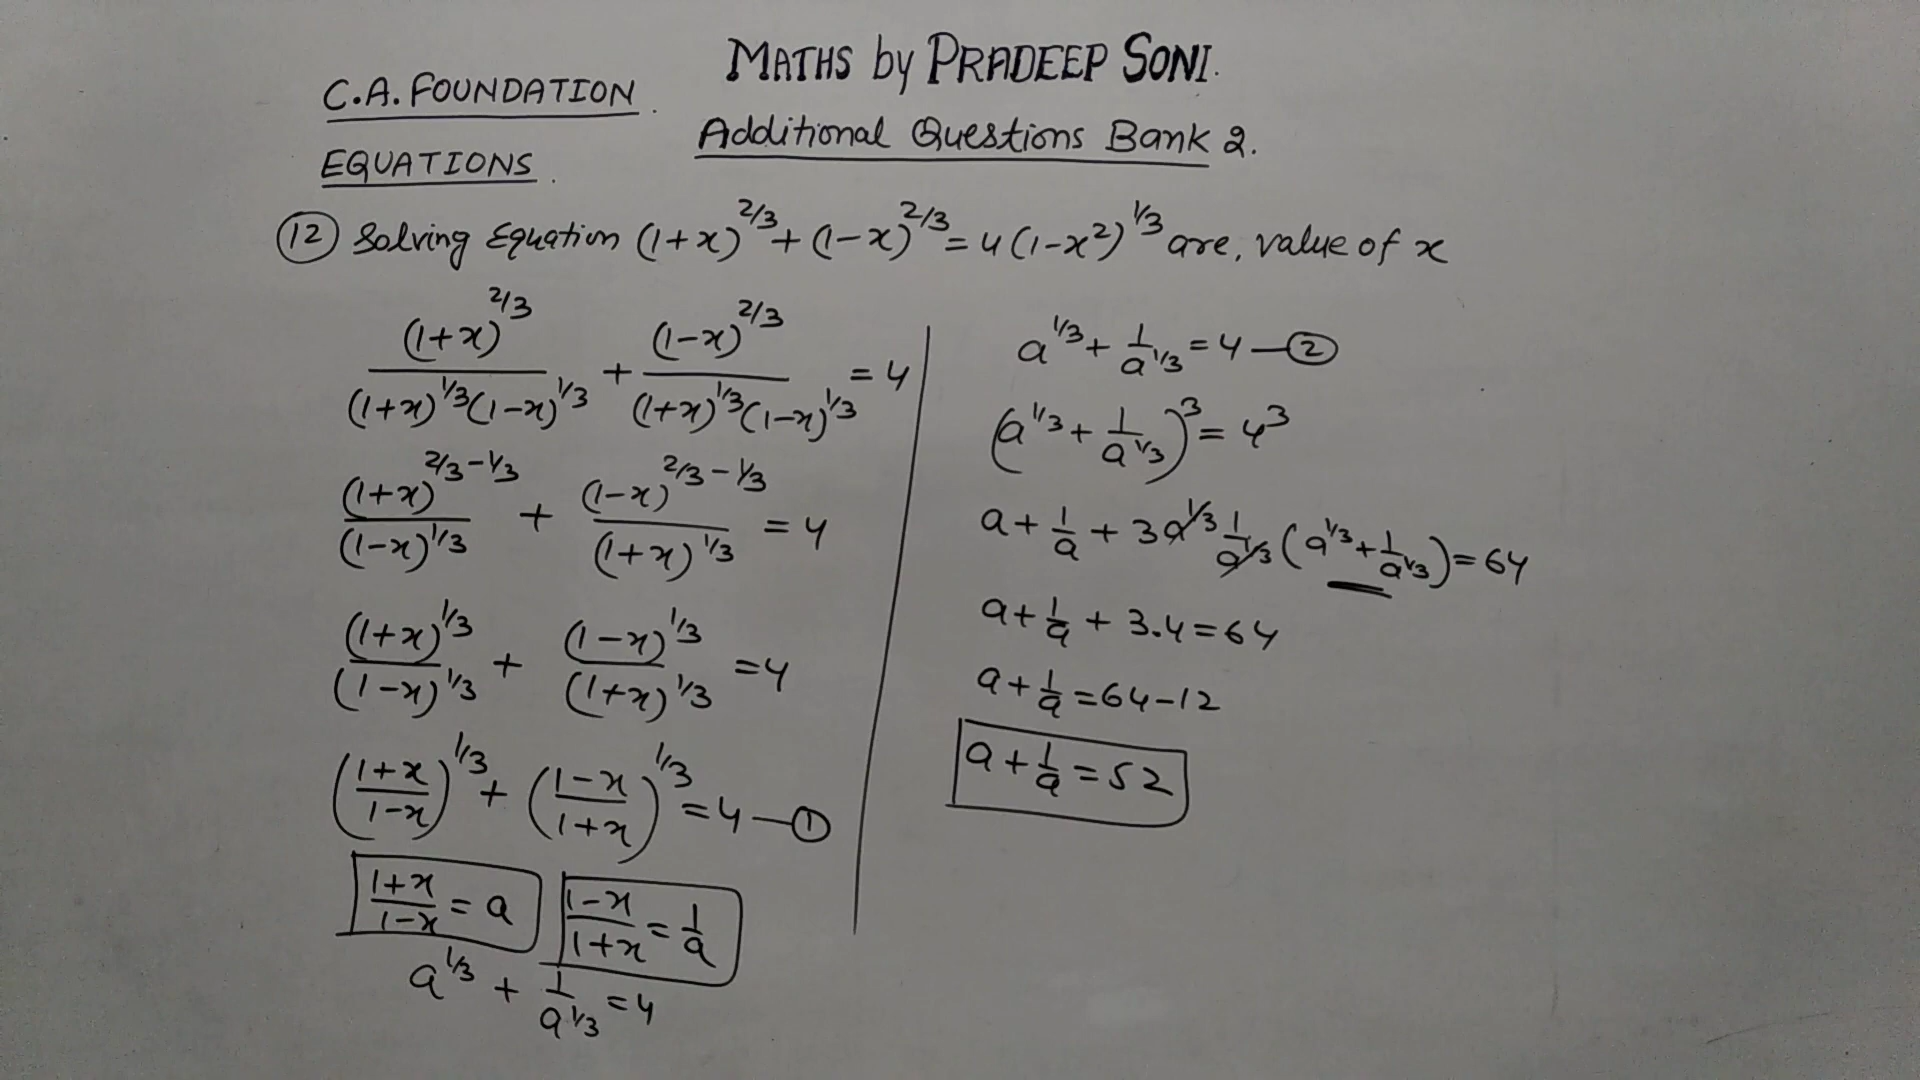 MATHS by PRADEEP SONI.
C.A. FOUNDATION.
Additional Questions Bank 2.
EQUATIONS.
(12) Solving Equation (1+x)^2/3 + (1-x)^2/3 = 4(1-x²)^1/3 are, value of x
(1+x)^2/3 / (1+x)^1/3(1-x)^1/3 + (1-x)^2/3 / (1+x)^1/3(1-x)^1/3 = 4
(1+x)^2/3-1/3 / (1-x)^1/3 + (1-x)^2/3-1/3 / (1+x)^1/3 = 4
(1+x)^1/3 / (1-x)^1/3 + (1-x)^1/3 / (1+x)^1/3 = 4
((1+x)/(1-x))^1/3 + ((1-x)/(1+x))^1/3 = 4 — (1)
(1+x)/(1-x) = a (1-x)/(1+x) = 1/a
a^1/3 + 1/a^1/3 = 4
a^1/3 + 1/a^1/3 = 4 — (2)
(a^1/3 + 1/a^1/3)^3 = 4^3
a + 1/a + 3a^1/3 1/a^1/3 (a^1/3 + 1/a^1/3) = 64
a + 1/a + 3.4 = 64
a + 1/a = 64-12
a + 1/a = 52